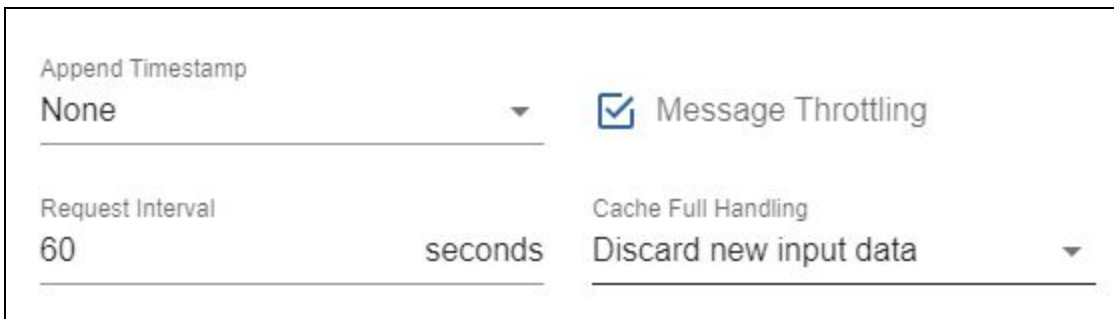 Append Timestamp
None
Message Throttling
Request Interval
60 seconds
Cache Full Handling
Discard new input data